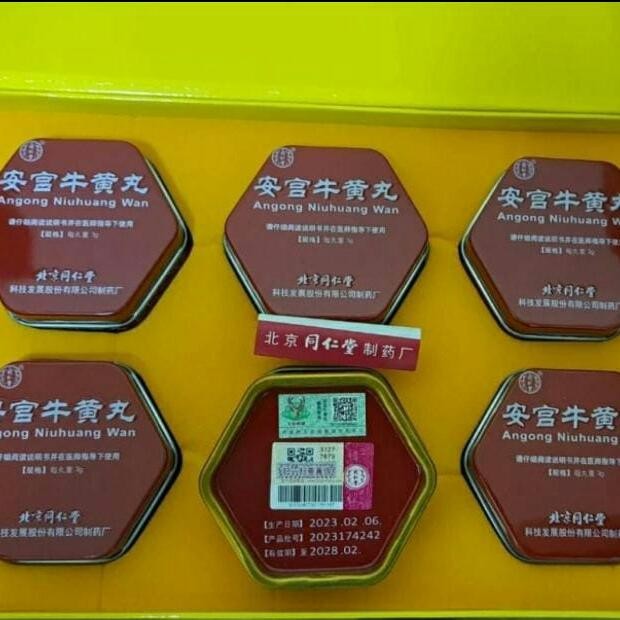 安宫牛黄丸
Angong Niuhuang Wan
请仔细阅读说明书并在医师指导下使用
【规格】每丸重 3g
北京同仁堂
科技发展股份有限公司制药厂
安宫牛黄丸
Angong Niuhuang Wan
请仔细阅读说明书并在医师指导下使用
【规格】每丸重 3g
北京同仁堂
科技发展股份有限公司制药厂
安宫牛黄丸
Angong Niuhuang Wan
请仔细阅读说明书并在医师指导下使用
【规格】每丸重 3g
北京同仁堂
科技发展股份有限公司制药厂
北京同仁堂制药厂
宫牛黄丸
Angong Niuhuang Wan
请仔细阅读说明书并在医师指导下使用
【规格】每丸重 3g
北京同仁堂
科技发展股份有限公司制药厂
【生产日期】2023.02.06.
【产品批号】2023174242
【有效期】至2028.02.
安宫牛黄
Angong Niuhuang
请仔细阅读说明书并在医师指导下使用
【规格】每丸重 3g
北京同仁堂
科技发展股份有限公司制药厂